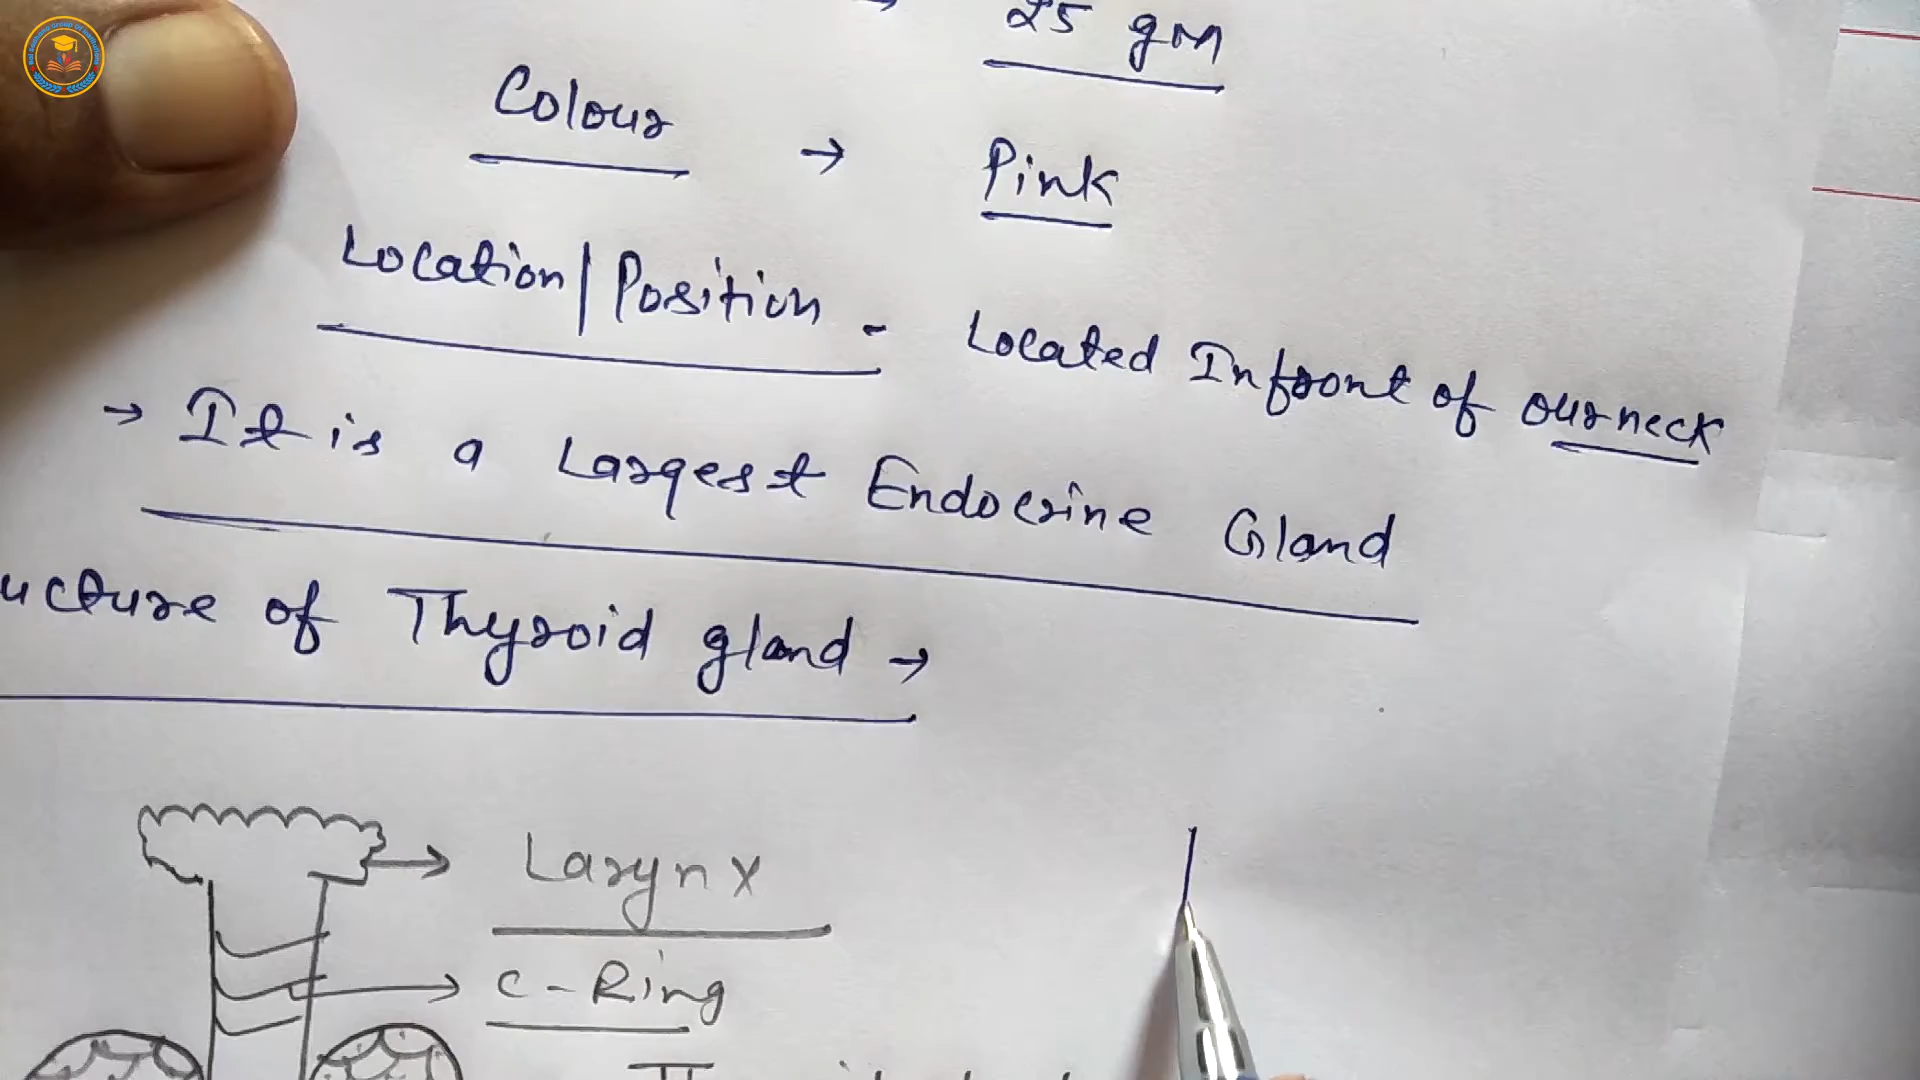 → 25 gm
Colour → Pink
Location/Position - Located Infront of our neck
→ It is a Largest Endocrine Gland
ucture of Thyroid gland →
Larynx
C-Ring